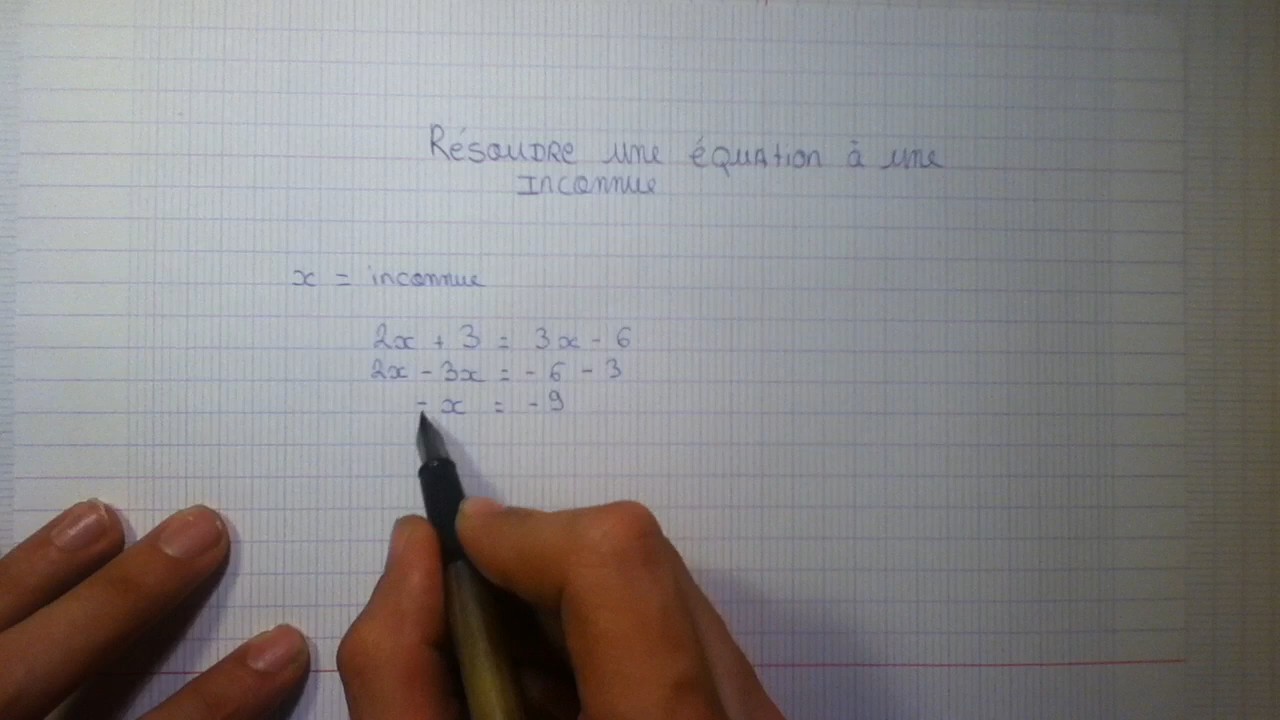 Résoudre une équation à une
Inconnue
x = inconnue
2x + 3 = 3x - 6
2x - 3x = - 6 - 3
- x = - 9